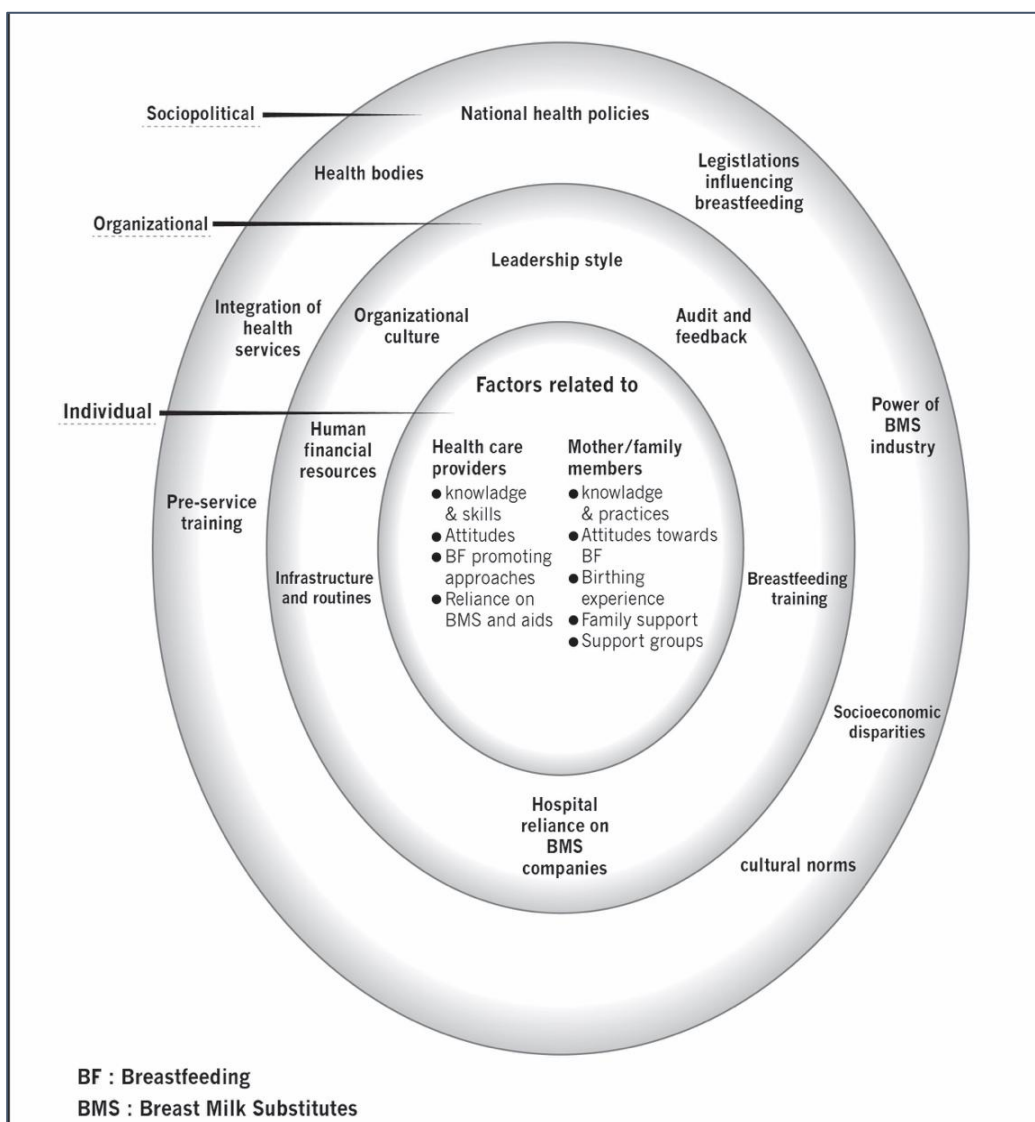 Sociopolitical
National health policies
Health bodies
Legistlations
influencing
breastfeeding
Organizational
Leadership style
Integration of
health
services
Organizational
culture
Audit and
feedback
Factors related to
Individual
Power of
BMS
industry
Human
financial
resources
Health care
providers
● knowladge
& skills
● Attitudes
● BF promoting
approaches
● Reliance on
BMS and aids
Mother/family
members
● knowladge
& practices
● Attitudes towards
BF
● Birthing
experience
● Family support
● Support groups
Pre-service
training
Infrastructure
and routines
Breastfeeding
training
Socioeconomic
disparities
Hospital
reliance on
BMS
companies
cultural norms
BF : Breastfeeding
BMS : Breast Milk Substitutes